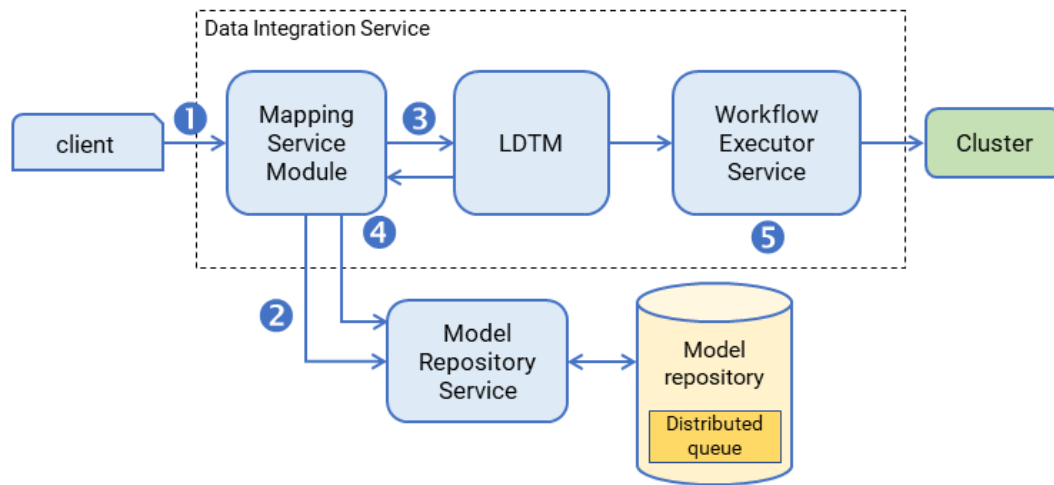 Data Integration Service
client
1
Mapping
Service
Module
3
LDTM
Workflow
Executor
Service
Cluster
4
5
2
Model
Repository
Service
Model
repository
Distributed
queue